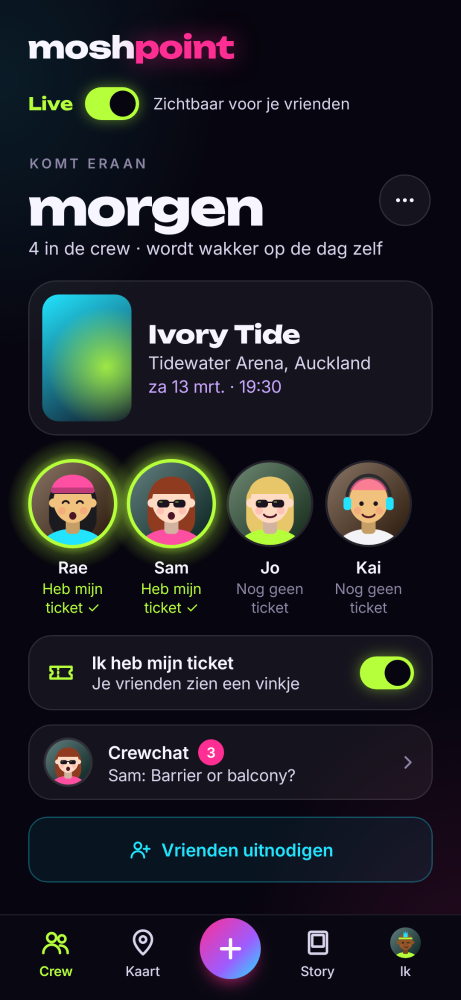 moshpoint
Live Zichtbaar voor je vrienden
KOMT ERAAN
morgen
4 in de crew · wordt wakker op de dag zelf
Ivory Tide
Tidewater Arena, Auckland
za 13 mrt. · 19:30
Rae
Heb mijn
ticket ✓
Sam
Heb mijn
ticket ✓
Jo
Nog geen
ticket
Kai
Nog geen
ticket
Ik heb mijn ticket
Je vrienden zien een vinkje
Crewchat 3
Sam: Barrier or balcony?
Vrienden uitnodigen
Crew
Kaart
Story
Ik